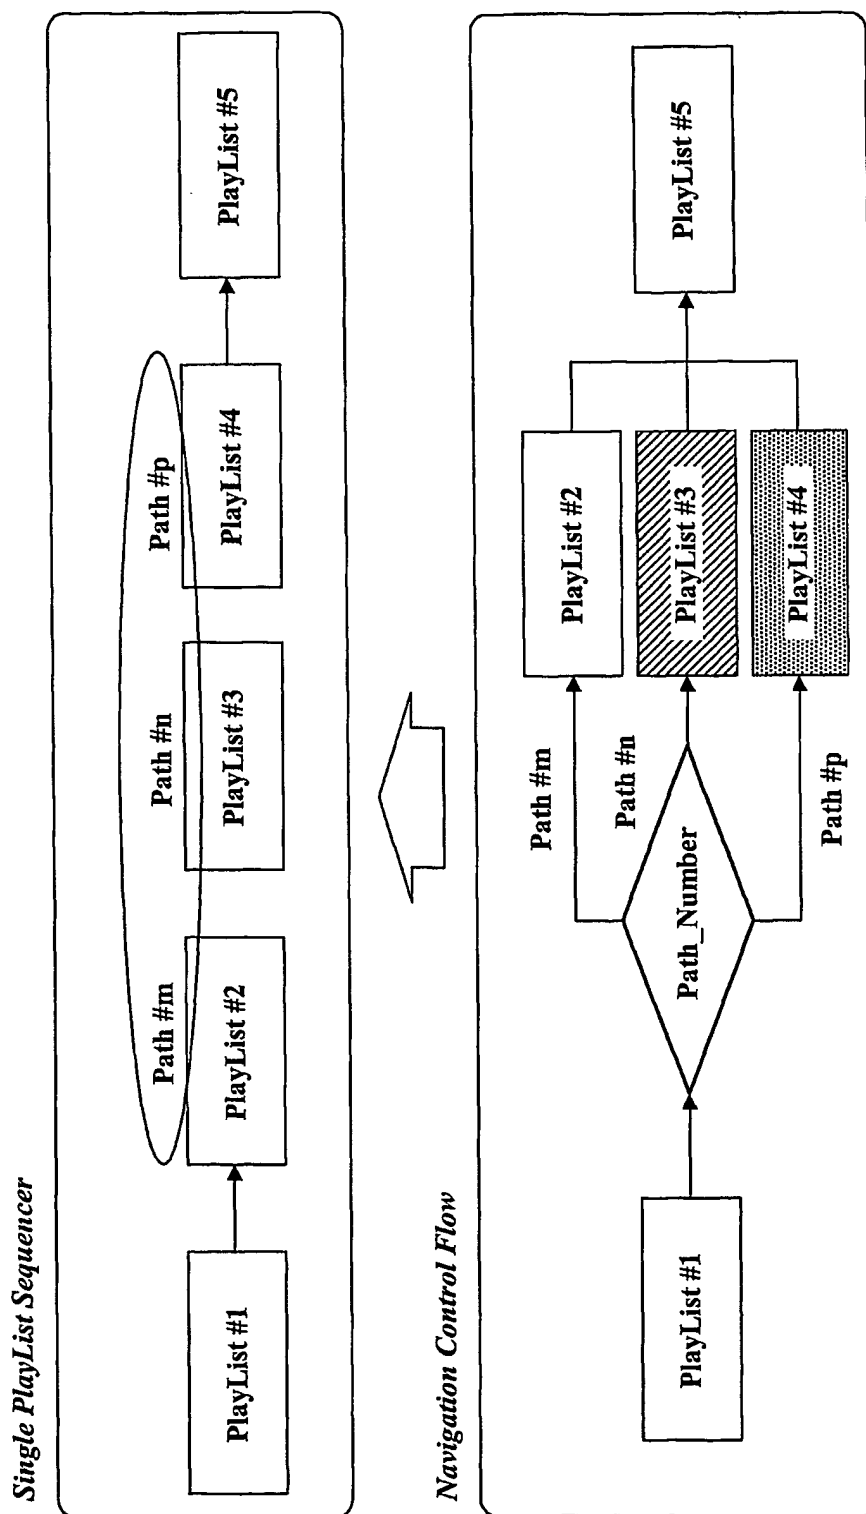 Single PlayList Sequencer
Path #m
Path #n
Path #p
PlayList #1
PlayList #2
PlayList #3
PlayList #4
PlayList #5
Navigation Control Flow
PlayList #1
Path_Number
Path #m
Path #n
Path #p
PlayList #2
PlayList #3
PlayList #4
PlayList #5